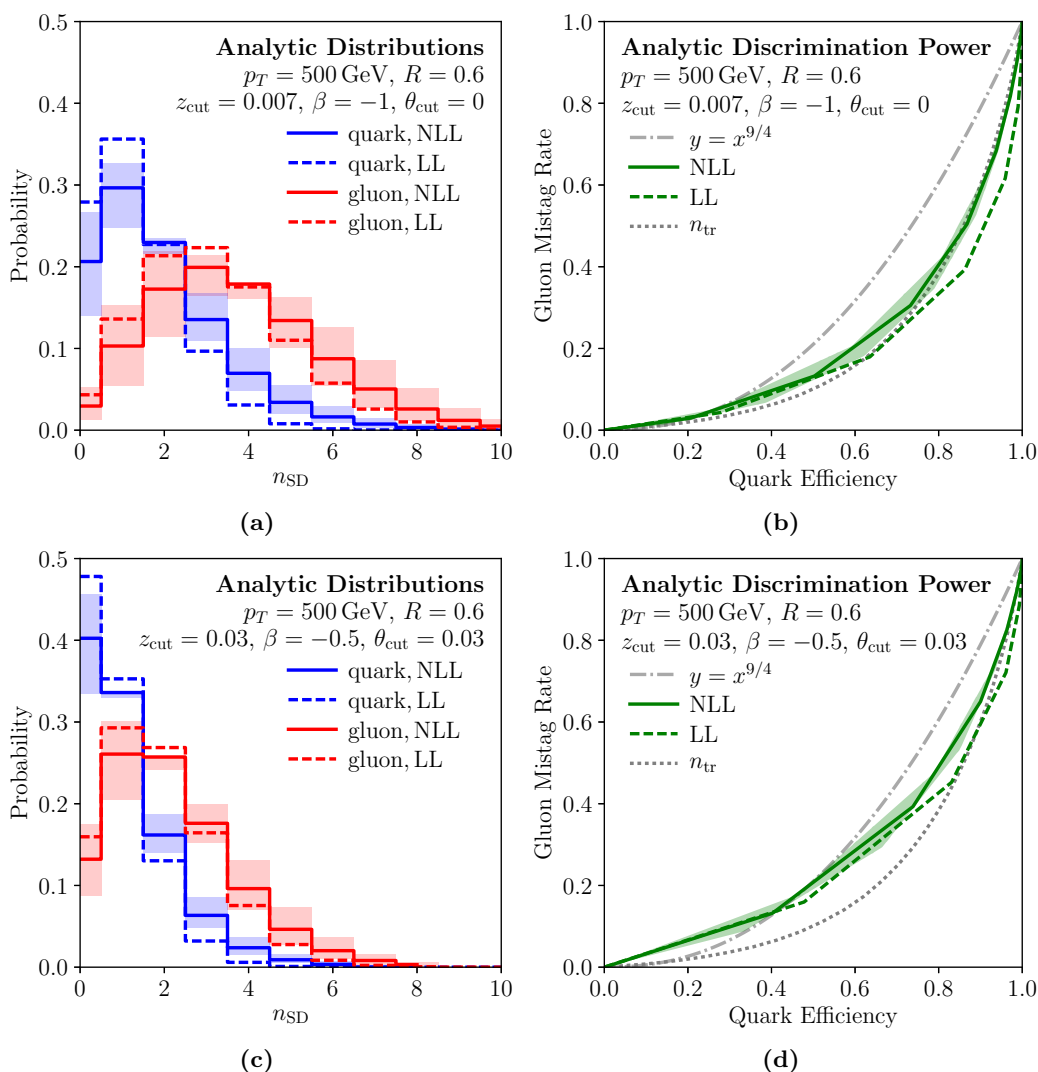 Analytic Distributions
p_T = 500 GeV, R = 0.6
z_cut = 0.007, β = −1, θ_cut = 0
quark, NLL
quark, LL
gluon, NLL
gluon, LL
0.5
0.4
0.3
0.2
0.1
0.0
Probability
0 2 4 6 8 10
n_SD
(a)
Analytic Discrimination Power
p_T = 500 GeV, R = 0.6
z_cut = 0.007, β = −1, θ_cut = 0
y = x^{9/4}
NLL
LL
n_tr
1.0
0.8
0.6
0.4
0.2
0.0
Gluon Mistag Rate
0.0 0.2 0.4 0.6 0.8 1.0
Quark Efficiency
(b)
Analytic Distributions
p_T = 500 GeV, R = 0.6
z_cut = 0.03, β = −0.5, θ_cut = 0.03
quark, NLL
quark, LL
gluon, NLL
gluon, LL
0.5
0.4
0.3
0.2
0.1
0.0
Probability
0 2 4 6 8 10
n_SD
(c)
Analytic Discrimination Power
p_T = 500 GeV, R = 0.6
z_cut = 0.03, β = −0.5, θ_cut = 0.03
y = x^{9/4}
NLL
LL
n_tr
1.0
0.8
0.6
0.4
0.2
0.0
Gluon Mistag Rate
0.0 0.2 0.4 0.6 0.8 1.0
Quark Efficiency
(d)